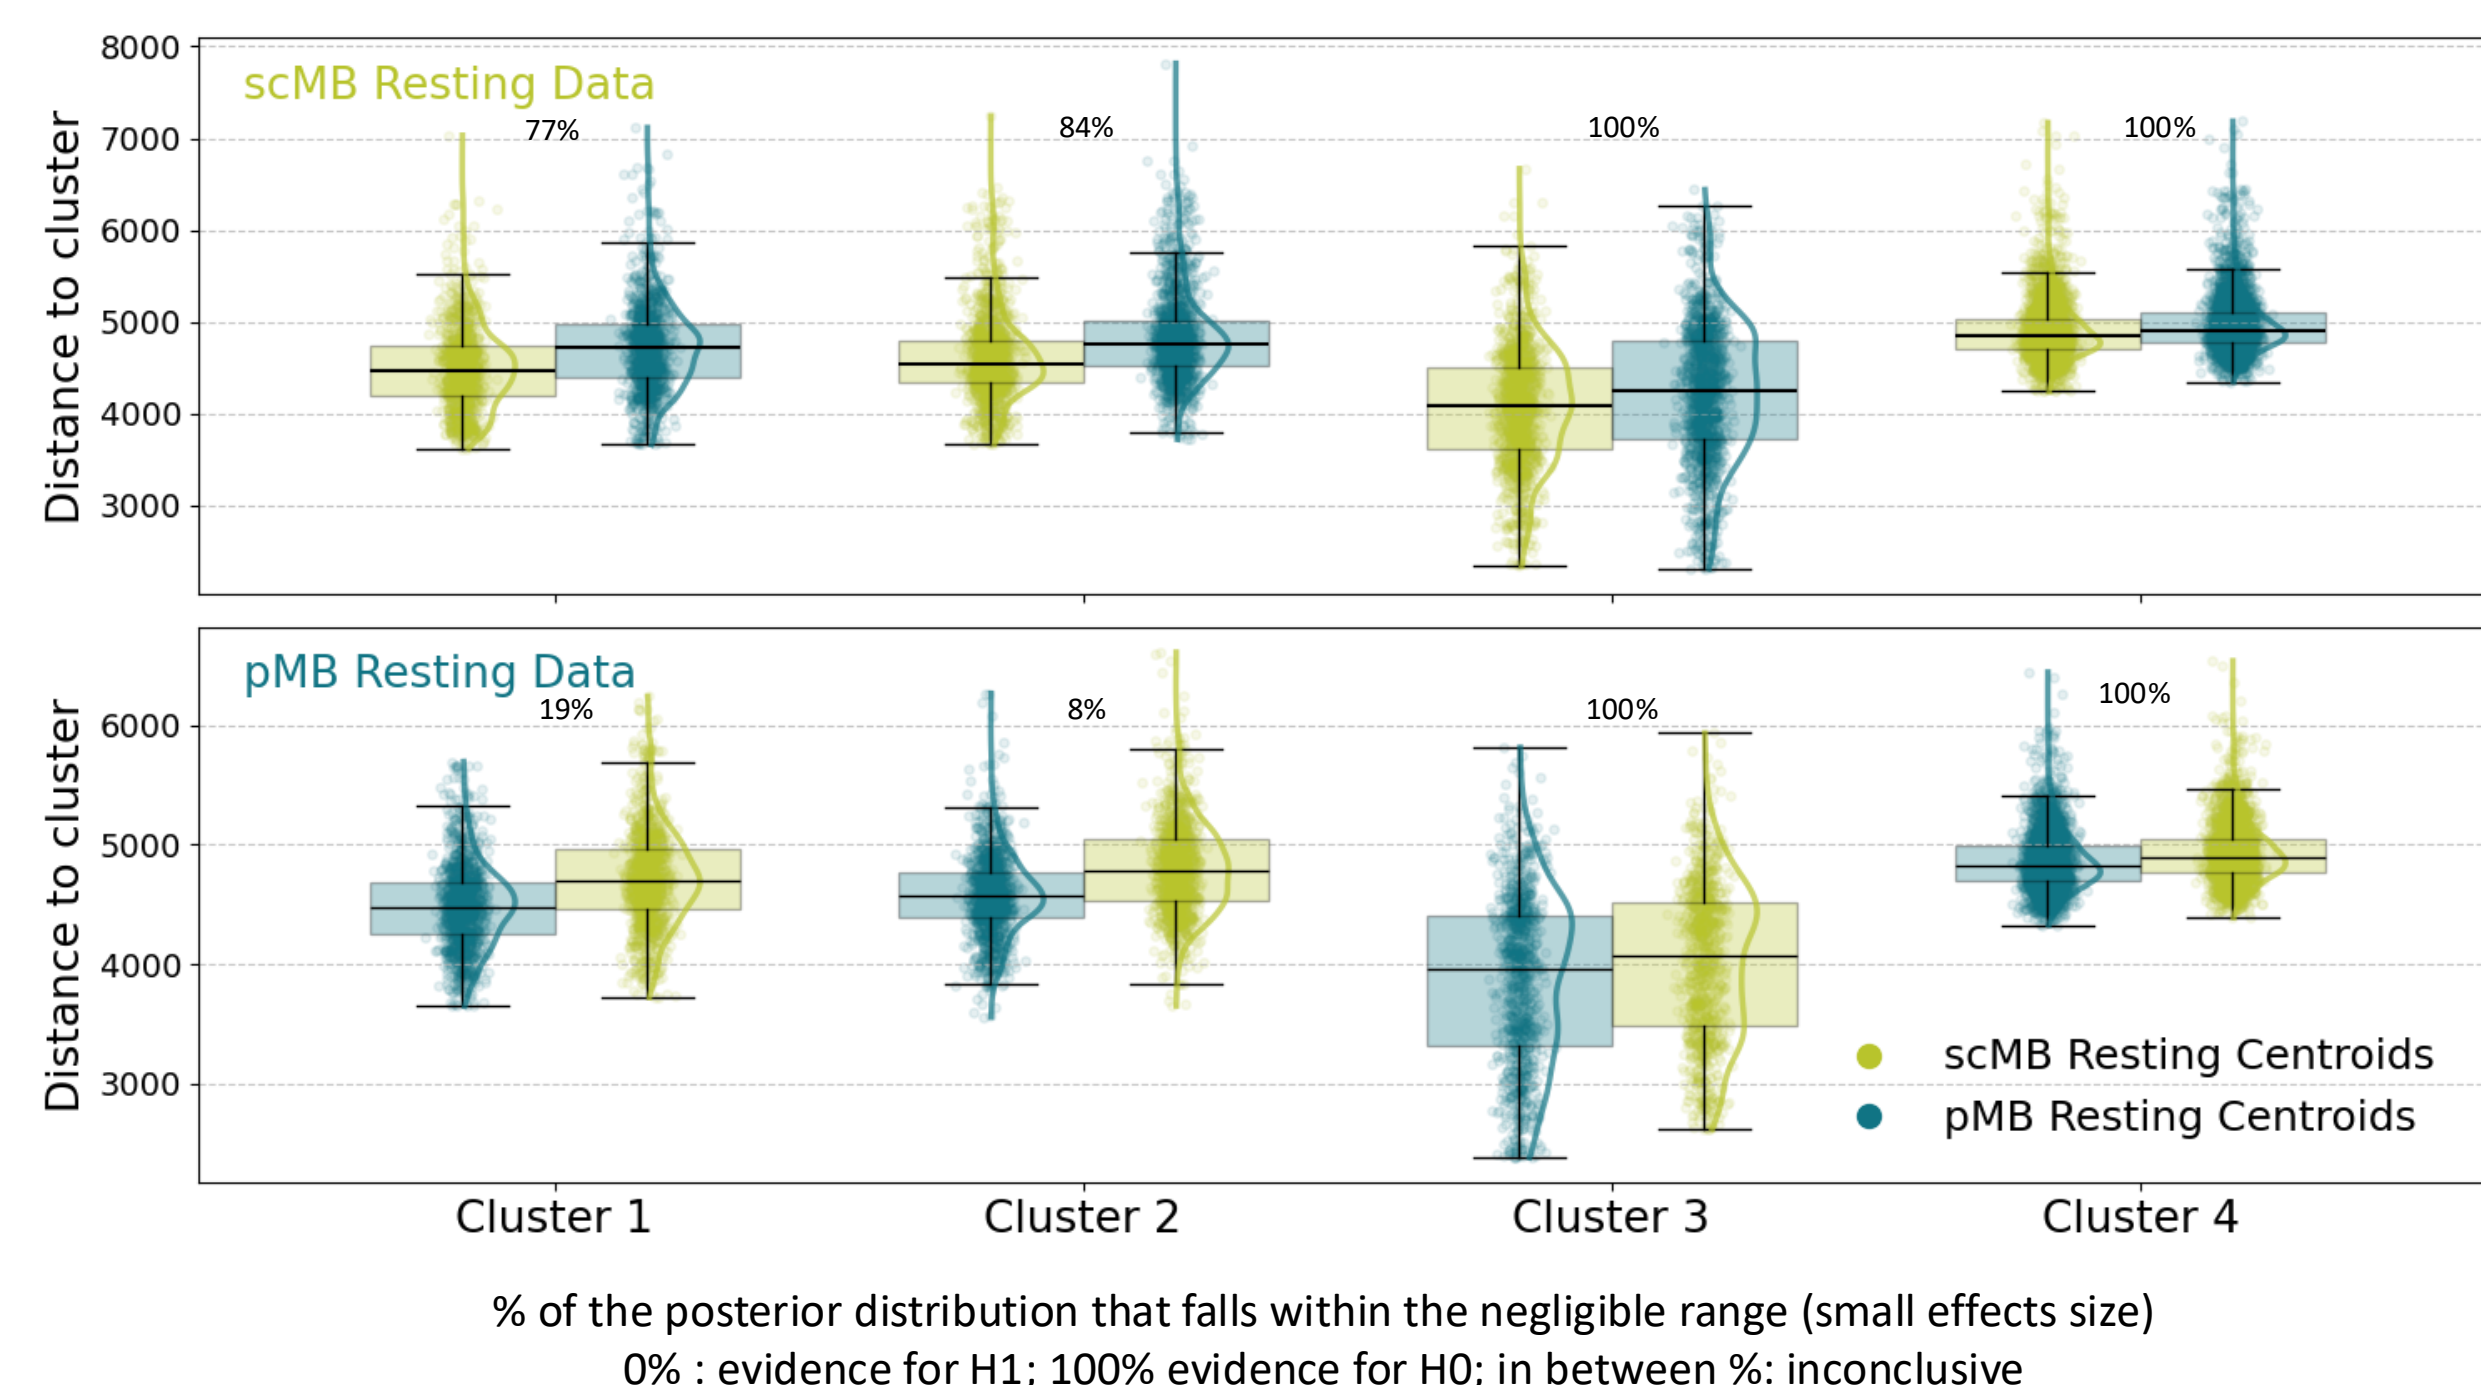 8000
scMB Resting Data
77%
84%
100%
100%
7000
6000
5000
4000
3000
Distance to cluster
pMB Resting Data
19%
8%
100%
100%
6000
5000
4000
3000
Distance to cluster
scMB Resting Centroids
pMB Resting Centroids
Cluster 1
Cluster 2
Cluster 3
Cluster 4
% of the posterior distribution that falls within the negligible range (small effects size)
0% : evidence for H1; 100% evidence for H0; in between %: inconclusive